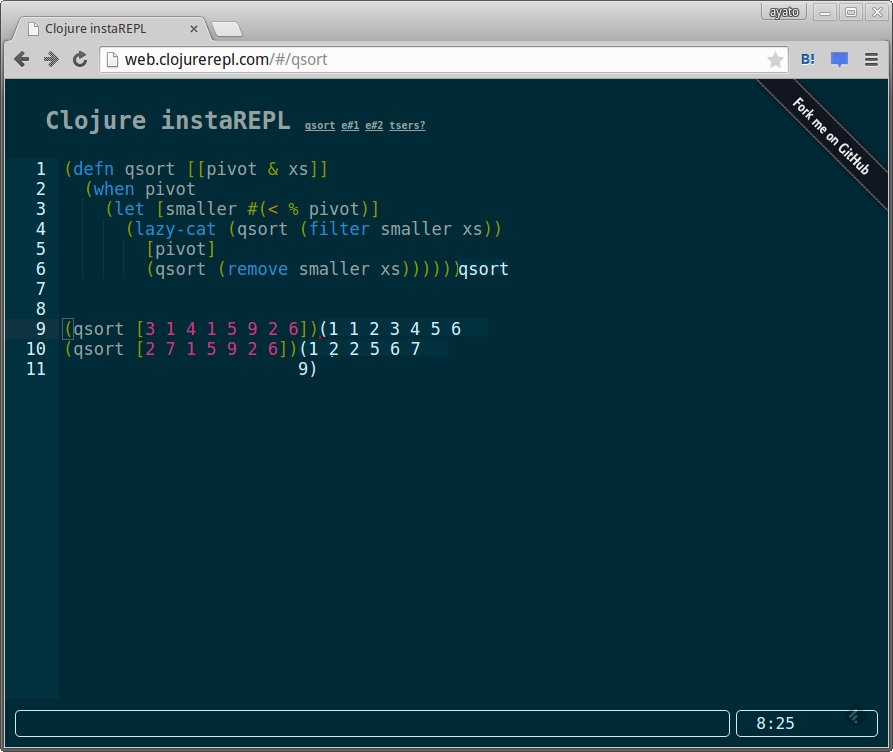 ayato
Clojure instaREPL
web.clojurerepl.com/#/qsort
B!
Clojure instaREPL qsort e#1 e#2 tsers?
Fork me on GitHub
1 (defn qsort [[pivot & xs]]
2 (when pivot
3 (let [smaller #(< % pivot)]
4 (lazy-cat (qsort (filter smaller xs))
5 [pivot]
6 (qsort (remove smaller xs))))))qsort
7
8
9 (qsort [3 1 4 1 5 9 2 6])(1 1 2 3 4 5 6
10 (qsort [2 7 1 5 9 2 6])(1 2 2 5 6 7
11 9)
8:25